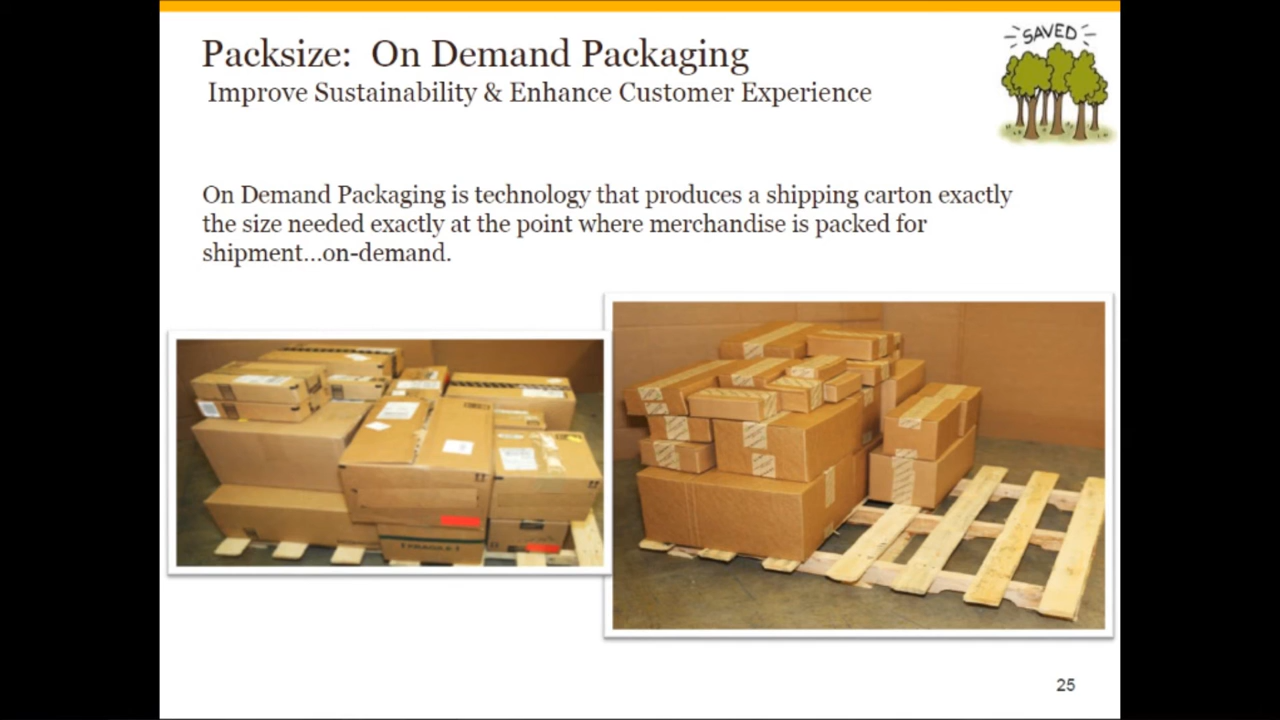 Packsize: On Demand Packaging
Improve Sustainability & Enhance Customer Experience
SAVED
On Demand Packaging is technology that produces a shipping carton exactly
the size needed exactly at the point where merchandise is packed for
shipment...on-demand.
FRAGILE
25